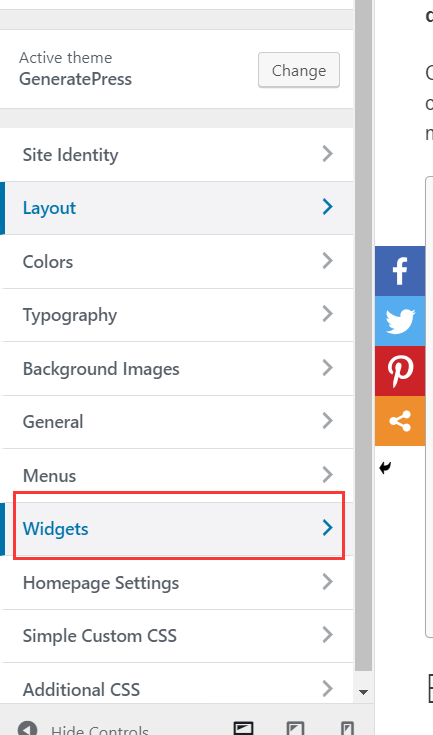 Active theme
GeneratePress
Change
Site Identity
Layout
Colors
Typography
Background Images
General
Menus
Widgets
Homepage Settings
Simple Custom CSS
Additional CSS
Hide Controls